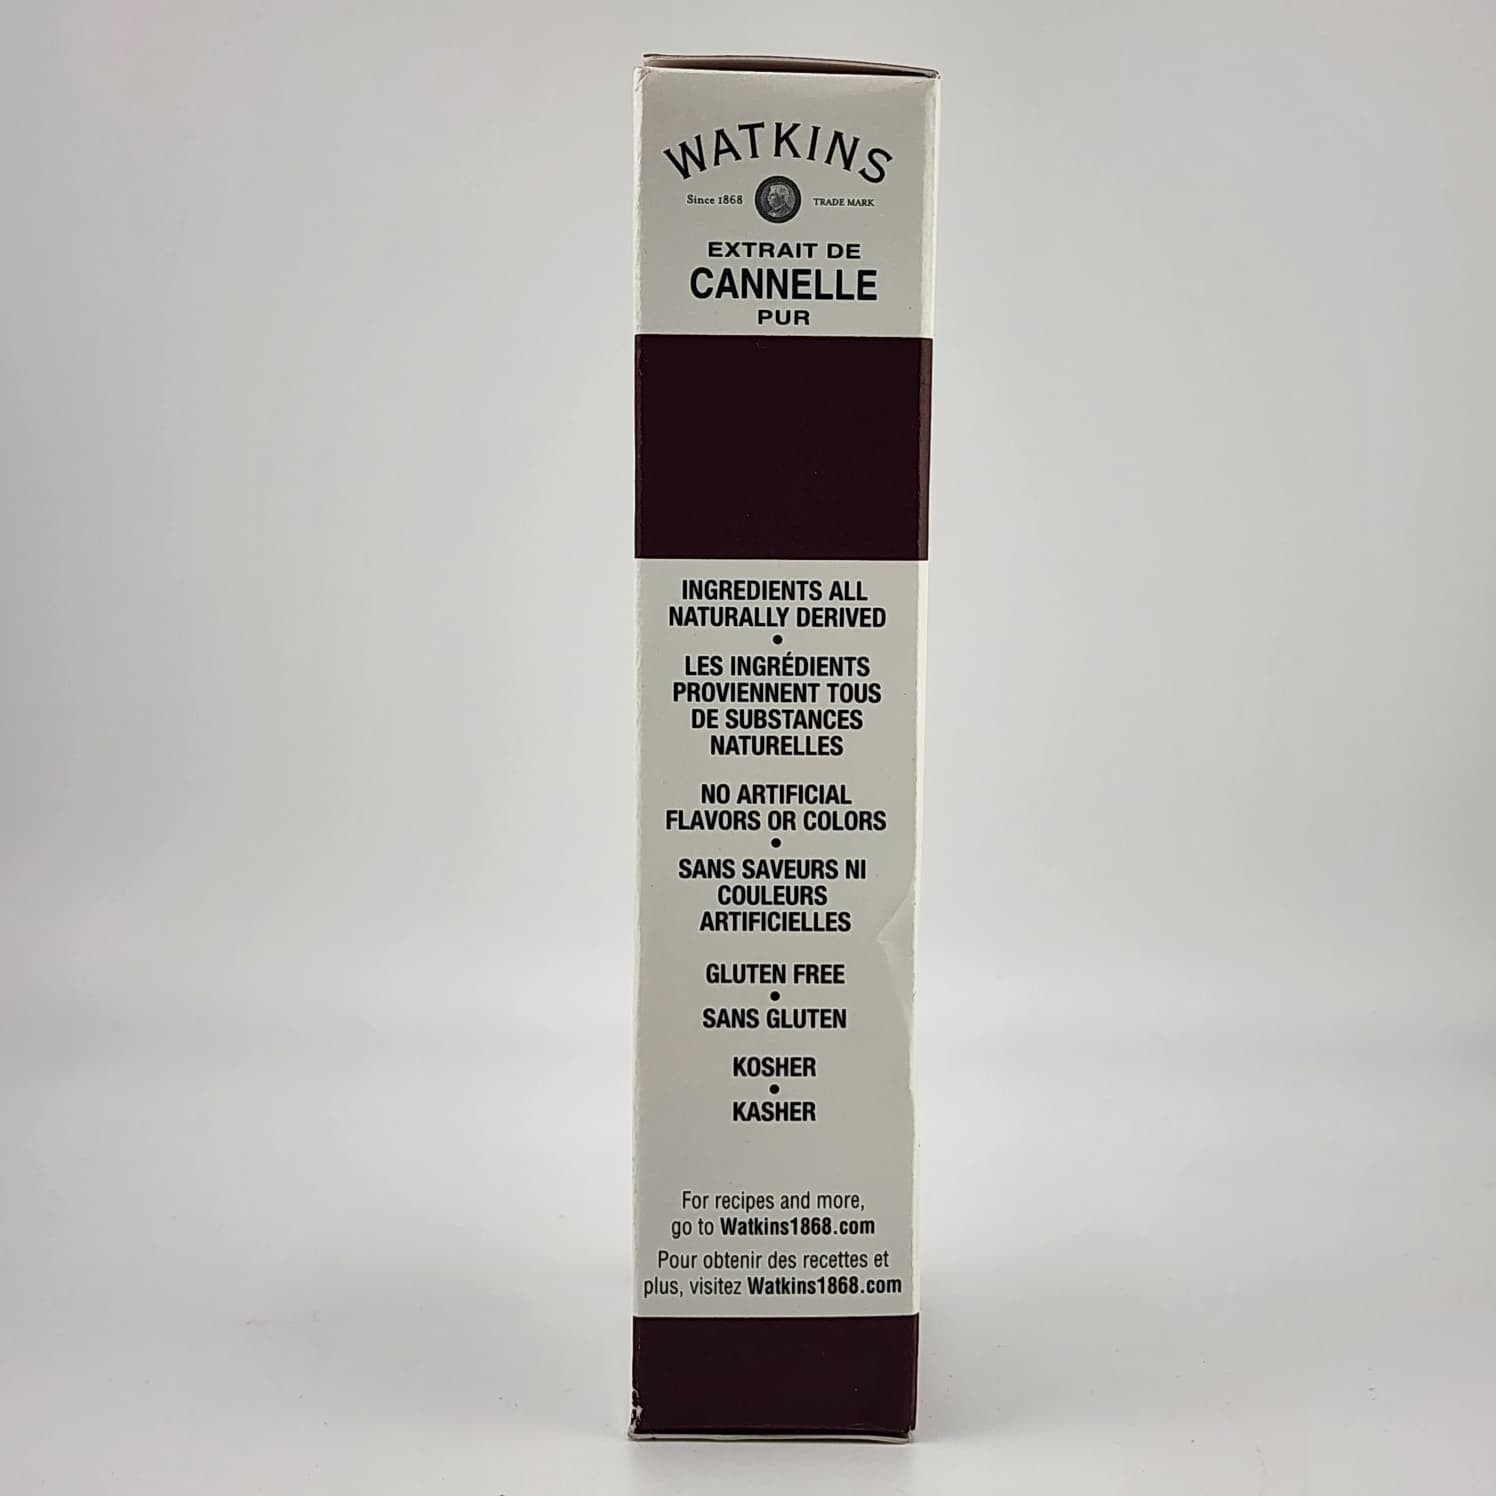 WATKINS
Since 1868 TRADE MARK
EXTRAIT DE
CANNELLE
PUR
INGREDIENTS ALL
NATURALLY DERIVED
•
LES INGRÉDIENTS
PROVIENNENT TOUS
DE SUBSTANCES
NATURELLES
NO ARTIFICIAL
FLAVORS OR COLORS
•
SANS SAVEURS NI
COULEURS
ARTIFICIELLES
GLUTEN FREE
•
SANS GLUTEN
KOSHER
•
KASHER
For recipes and more,
go to Watkins1868.com
Pour obtenir des recettes et
plus, visitez Watkins1868.com